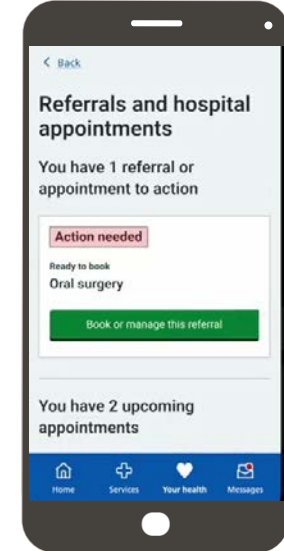 Back
Referrals and hospital
appointments
You have 1 referral or
appointment to action
Action needed
Ready to book
Oral surgery
Book or manage this referral
You have 2 upcoming
appointments
Home Services Your health Messages